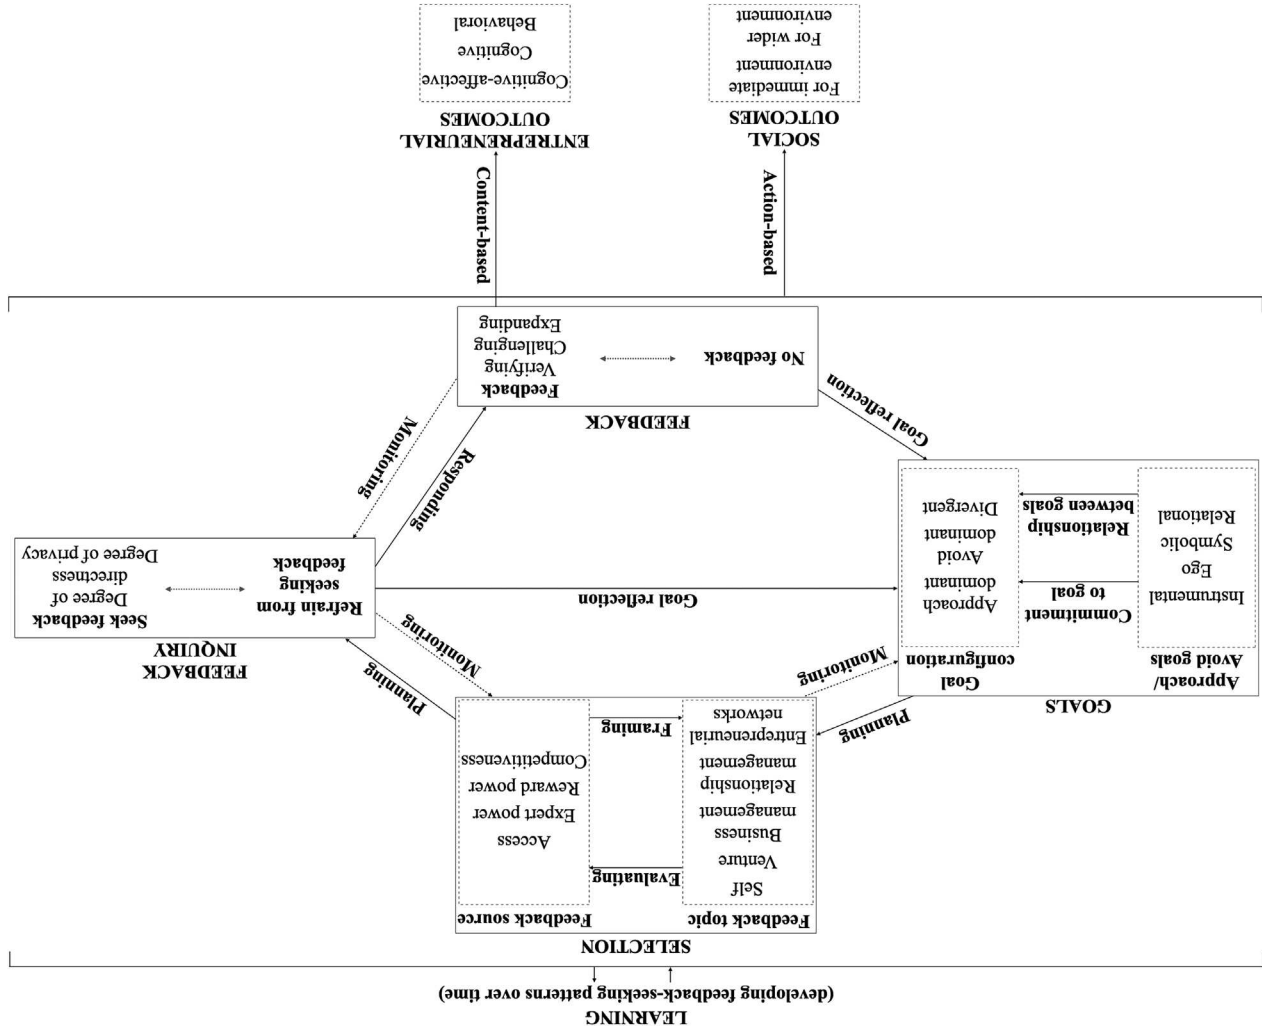 LEARNING
(developing feedback-seeking patterns over time)
SELECTION
Feedback topic
Self
Venture
Business
management
Relationship
management
Entrepreneurial
networks
Evaluating
Framing
Feedback source
Access
Expert power
Reward power
Competitiveness
GOALS
Approach/
Avoid goals
Instrumental
Ego
Symbolic
Relational
Commitment
to goal
Relationship
between goals
Goal
configuration
Approach
dominant
Avoid
dominant
Divergent
Planning
Monitoring
Planning
Monitoring
FEEDBACK
INQUIRY
Refrain from
seeking
feedback
Seek feedback
Degree of
directness
Degree of privacy
Goal reflection
Goal reflection
Responding
Monitoring
FEEDBACK
No feedback
Feedback
Verifying
Challenging
Expanding
Action-based
Content-based
SOCIAL
OUTCOMES
For immediate
environment
For wider
environment
ENTREPRENEURIAL
OUTCOMES
Cognitive-affective
Cognitive
Behavioral